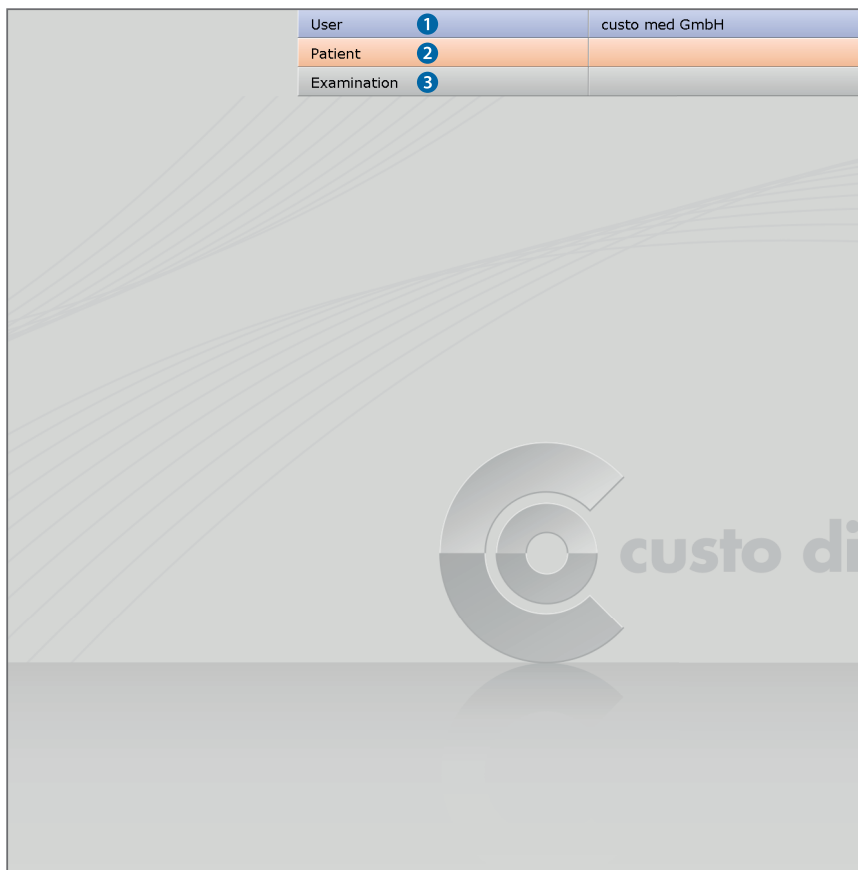 User 1 custo med GmbH
Patient 2
Examination 3
custo di